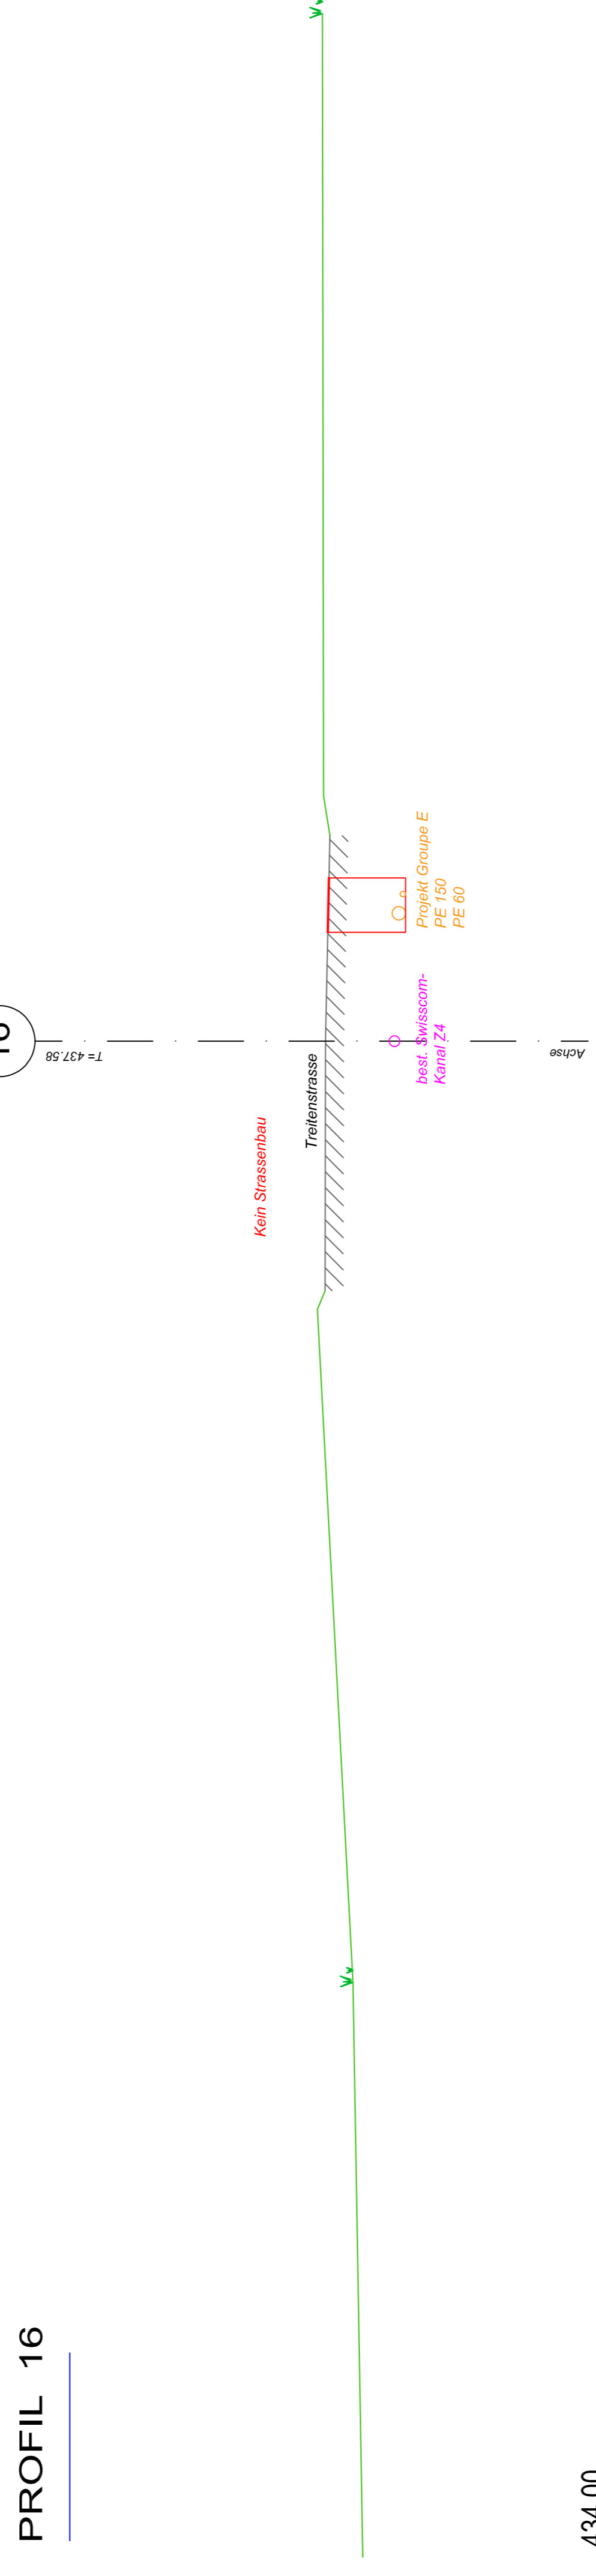 PROFIL 16
T= 437.58
Kein Strassenbau
Treitenstrasse
best. Swisscom-
Kanal Z4
Projekt Groupe E
PE 150
PE 60
Achse
434.00